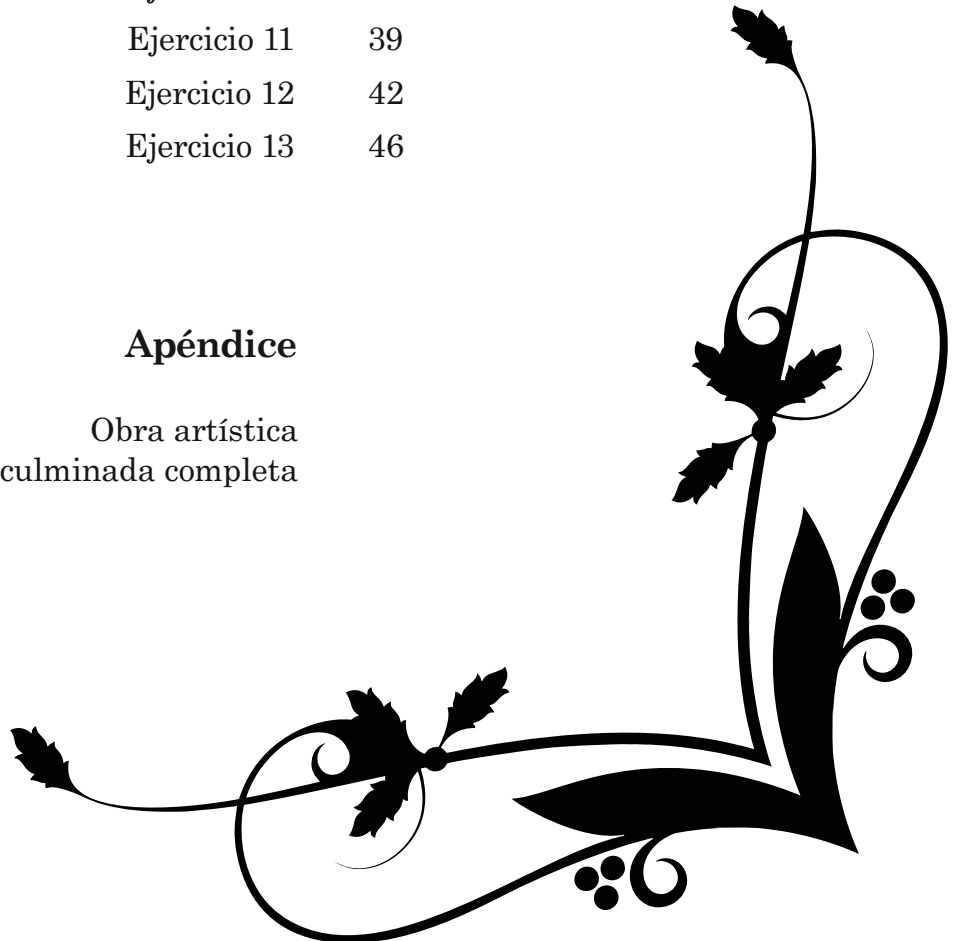 Ejercicio 11 39
Ejercicio 12 42
Ejercicio 13 46
Apéndice
Obra artística
culminada completa